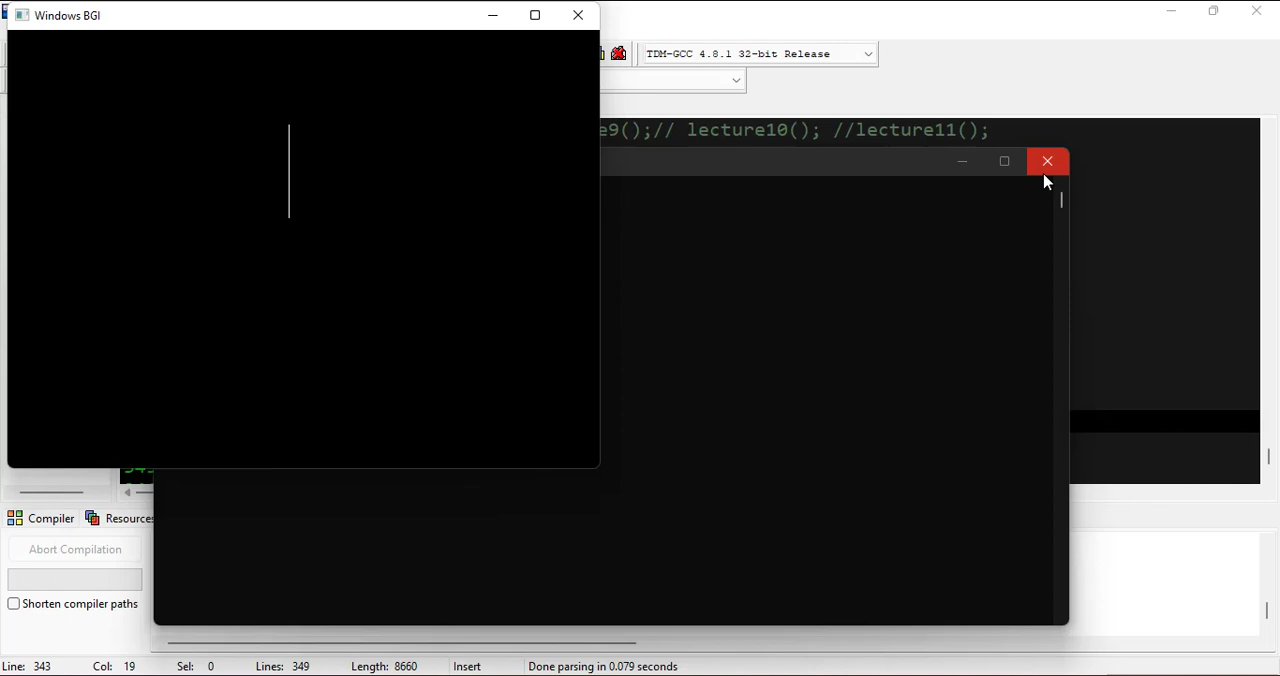 Windows BGI
TDM-GCC 4.8.1 32-bit Release
e9();// lecture10(); //lecture11();
Compiler
Resources
Abort Compilation
Shorten compiler paths
Line: 343 Col: 19 Sel: 0 Lines: 349 Length: 8660 Insert Done parsing in 0.079 seconds